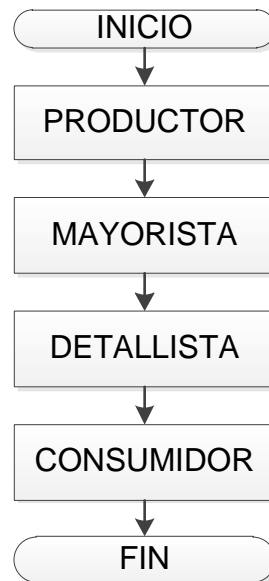 INICIO
PRODUCTOR
MAYORISTA
DETALLISTA
CONSUMIDOR
FIN